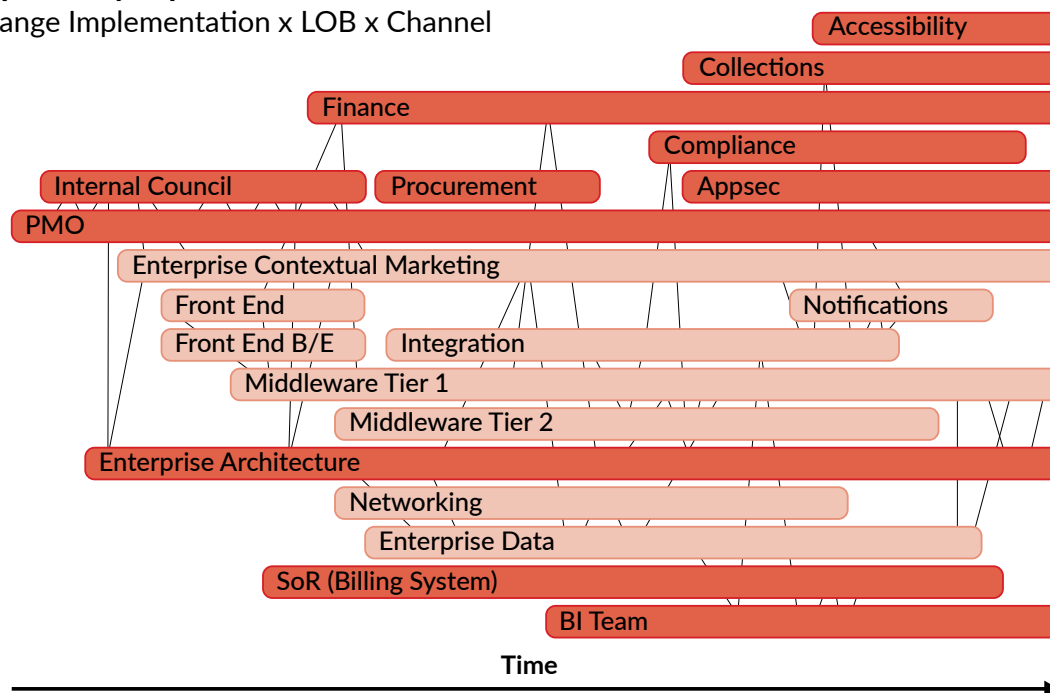 ange Implementation x LOB x Channel
Accessibility
Collections
Finance
Compliance
Internal Council
Procurement
Appsec
PMO
Enterprise Contextual Marketing
Front End
Notifications
Front End B/E
Integration
Middleware Tier 1
Middleware Tier 2
Enterprise Architecture
Networking
Enterprise Data
SoR (Billing System)
BI Team
Time